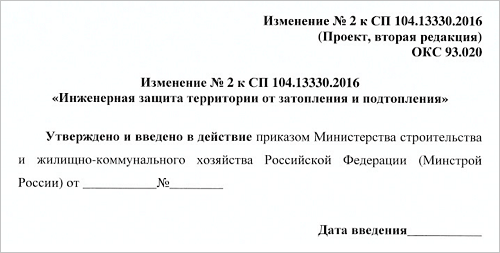 Изменение № 2 к СП 104.13330.2016
(Проект, вторая редакция)
ОКС 93.020
Изменение № 2 к СП 104.13330.2016
«Инженерная защита территории от затопления и подтопления»
Утверждено и введено в действие приказом Министерства строительства
и жилищно-коммунального хозяйства Российской Федерации (Минстрой
России) от ___________№________
Дата введения___________